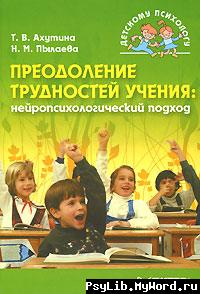 ДЕТСКОМУ ПСИХОЛОГУ
Т. В. Ахутина
Н. М. Пылаева
ПРЕОДОЛЕНИЕ
ТРУДНОСТЕЙ УЧЕНИЯ:
нейропсихологический подход
PsyLib.MyWord.ru